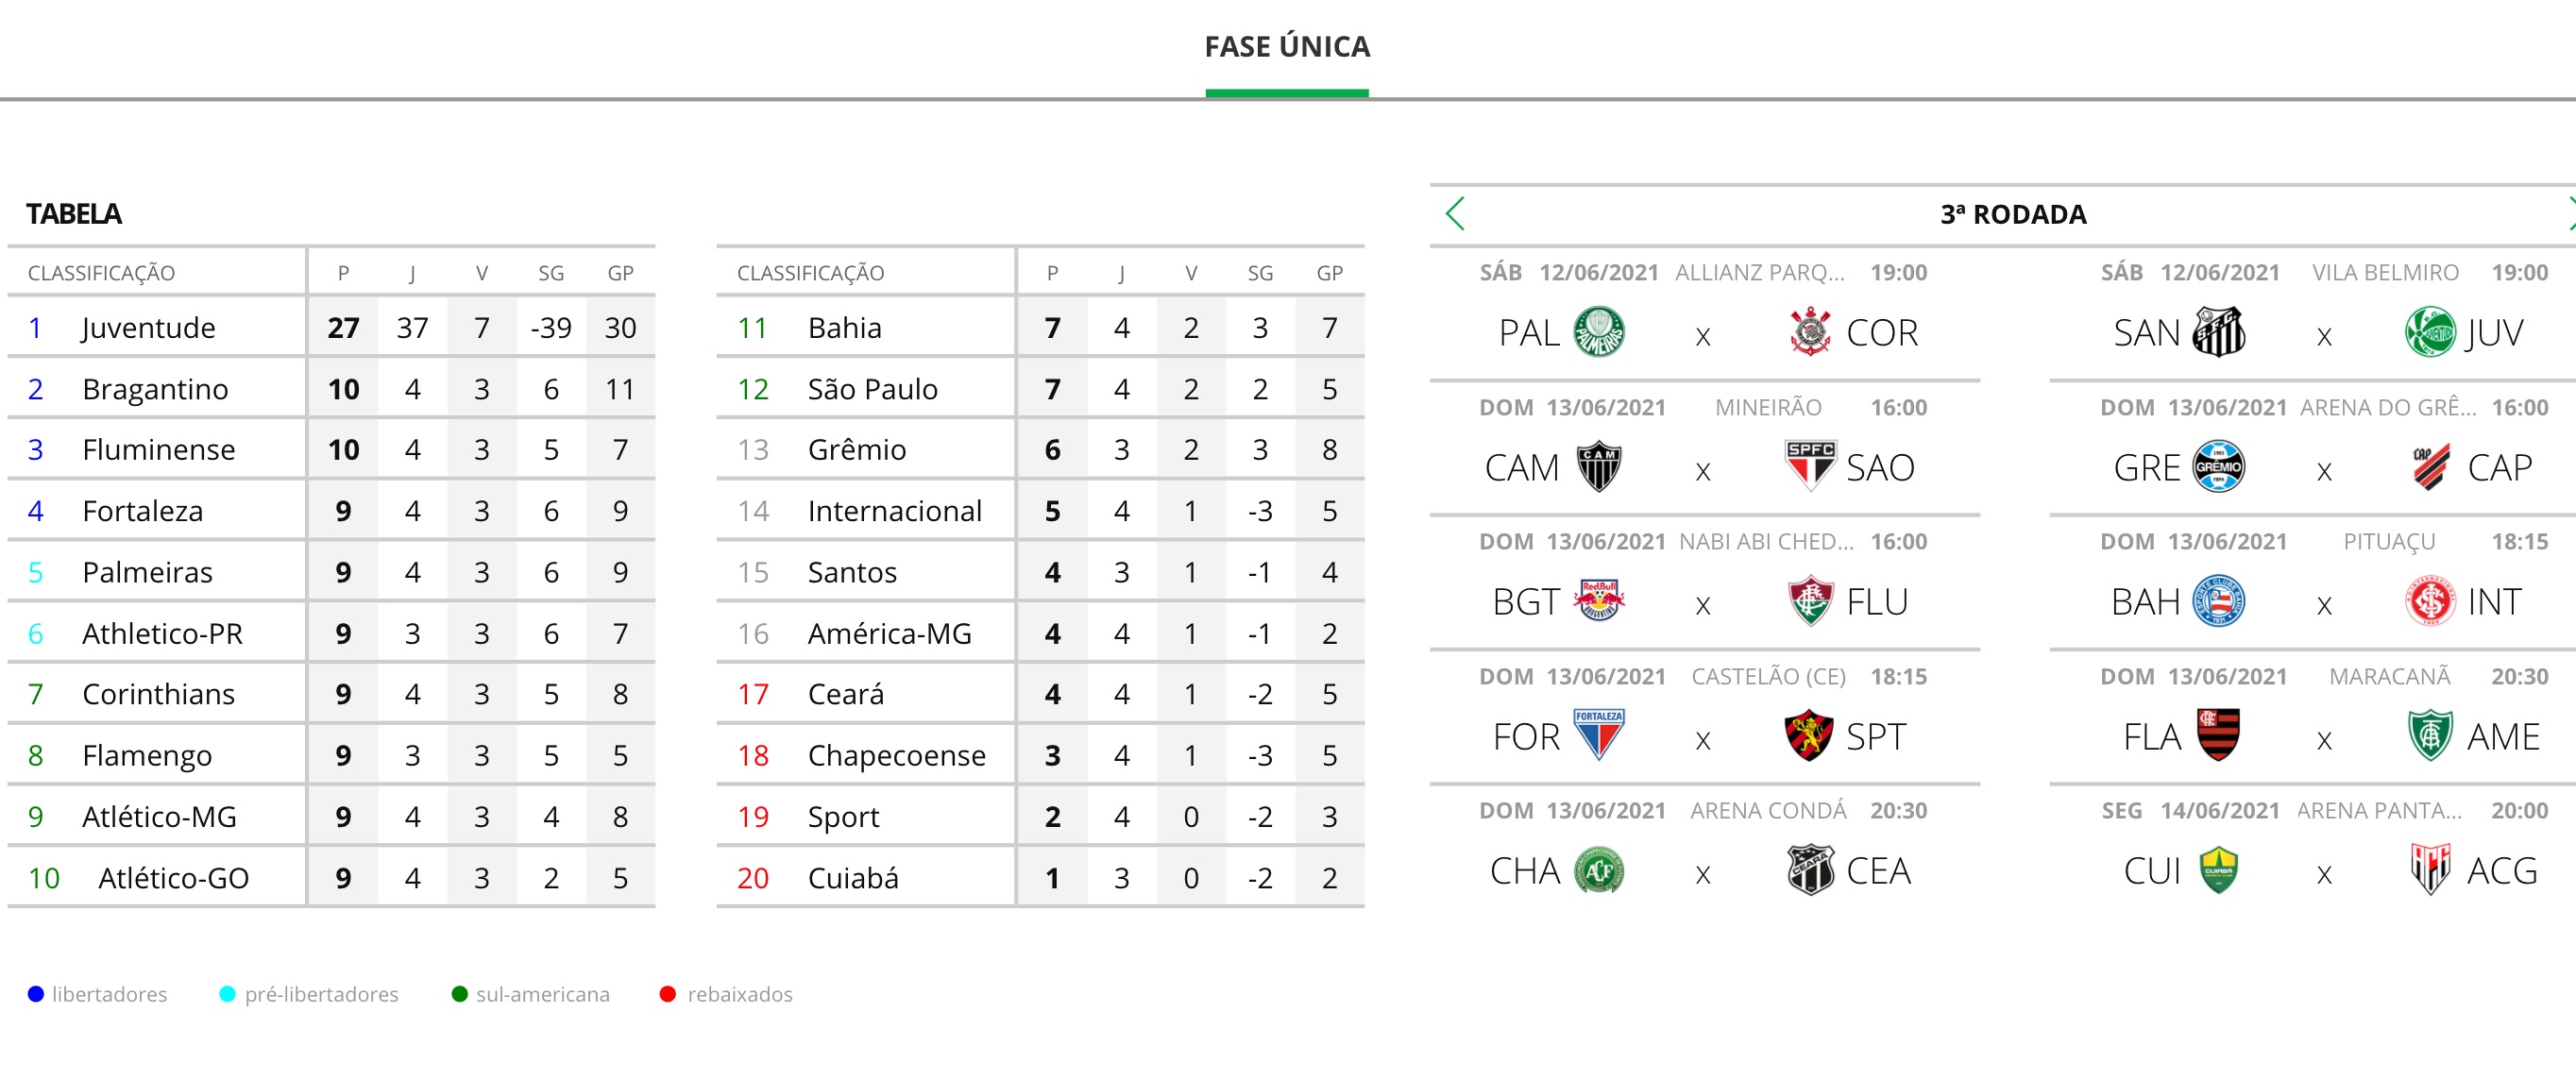 FASE ÚNICA
TABELA
CLASSIFICAÇÃO P J V SG GP
1 Juventude 27 37 7 -39 30
2 Bragantino 10 4 3 6 11
3 Fluminense 10 4 3 5 7
4 Fortaleza 9 4 3 6 9
5 Palmeiras 9 4 3 6 9
6 Athletico-PR 9 3 3 6 7
7 Corinthians 9 4 3 5 8
8 Flamengo 9 3 3 5 5
9 Atlético-MG 9 4 3 4 8
10 Atlético-GO 9 4 3 2 5
CLASSIFICAÇÃO P J V SG GP
11 Bahia 7 4 2 3 7
12 São Paulo 7 4 2 2 5
13 Grêmio 6 3 2 3 8
14 Internacional 5 4 1 -3 5
15 Santos 4 3 1 -1 4
16 América-MG 4 4 1 -1 2
17 Ceará 4 4 1 -2 5
18 Chapecoense 3 4 1 -3 5
19 Sport 2 4 0 -2 3
20 Cuiabá 1 3 0 -2 2
libertadores pré-libertadores sul-americana rebaixados
3ª RODADA
SÁB 12/06/2021 ALLIANZ PARQ... 19:00
PAL x COR
DOM 13/06/2021 MINEIRÃO 16:00
CAM x SAO
DOM 13/06/2021 NABI ABI CHED... 16:00
BGT x FLU
DOM 13/06/2021 CASTELÃO (CE) 18:15
FOR x SPT
DOM 13/06/2021 ARENA CONDÁ 20:30
CHA x CEA
SÁB 12/06/2021 VILA BELMIRO 19:00
SAN x JUV
DOM 13/06/2021 ARENA DO GRÊ... 16:00
GRE x CAP
DOM 13/06/2021 PITUAÇU 18:15
BAH x INT
DOM 13/06/2021 MARACANÃ 20:30
FLA x AME
SEG 14/06/2021 ARENA PANTA... 20:00
CUI x ACG